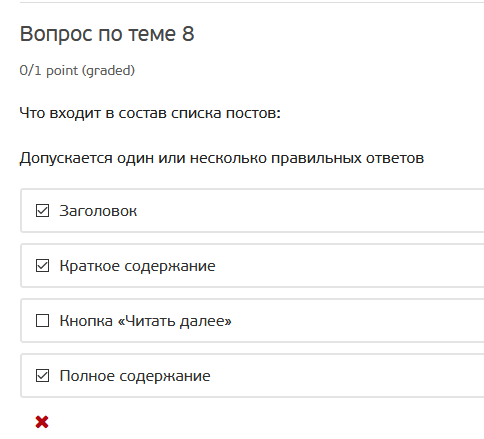 Вопрос по теме 8
0/1 point (graded)
Что входит в состав списка постов:
Допускается один или несколько правильных ответов
Заголовок
Краткое содержание
Кнопка «Читать далее»
Полное содержание